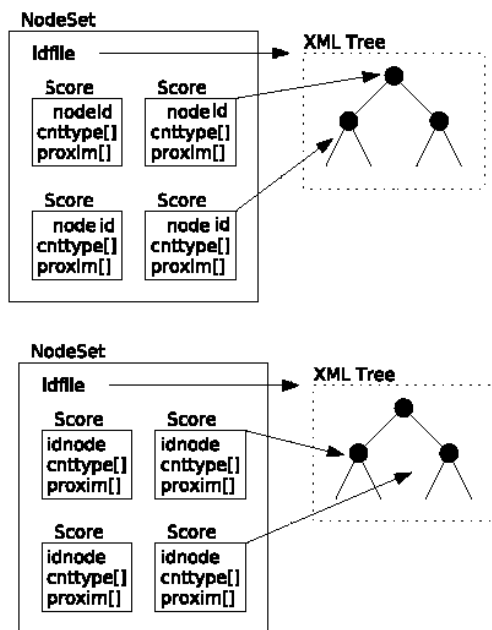 NodeSet
Idfile
XML Tree
Score Score
nodeId nodeId
cnttype[] cnttype[]
proxim[] proxim[]
Score Score
node id node id
cnttype[] cnttype[]
proxim[] proxim[]
NodeSet
Idfile
XML Tree
Score Score
idnode idnode
cnttype[] cnttype[]
proxim[] proxim[]
Score Score
idnode idnode
cnttype[] cnttype[]
proxim[] proxim[]